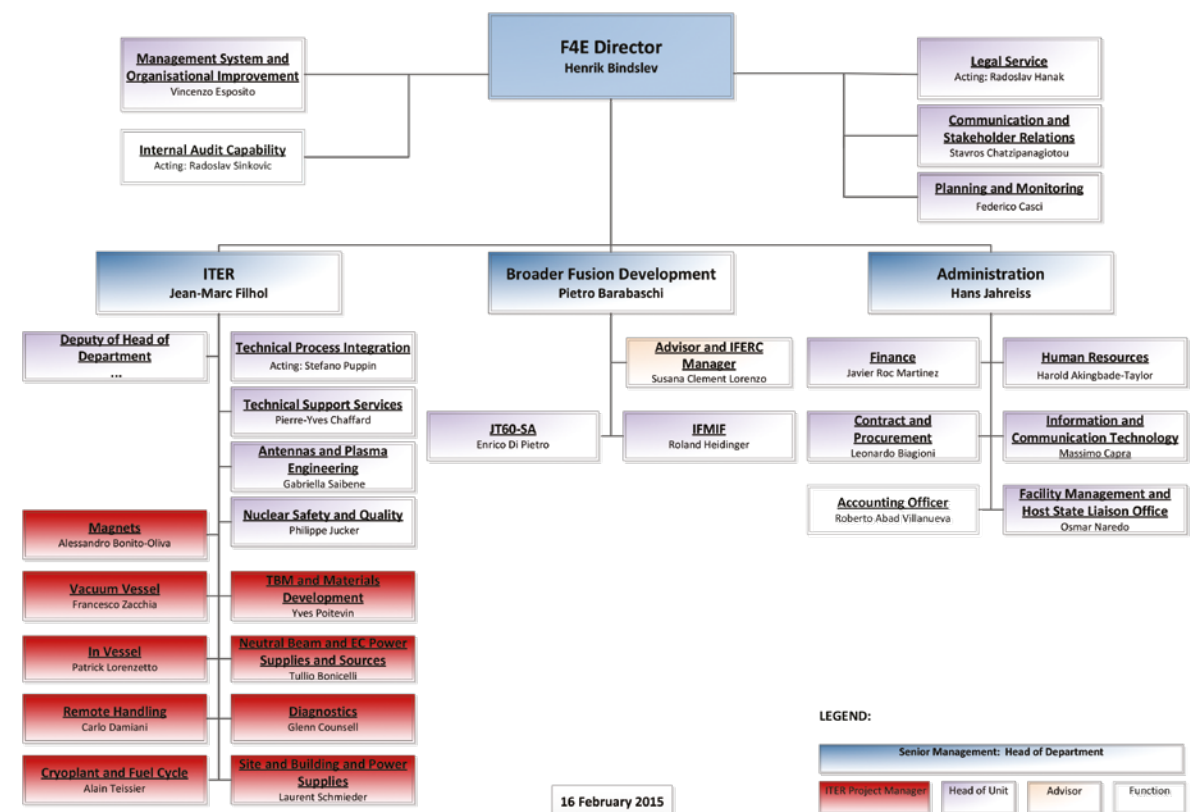 F4E Director
Henrik Bindslev
Management System and
Organisational Improvement
Vincenzo Esposito
Internal Audit Capability
Acting: Radoslav Sinkovic
Legal Service
Acting: Radoslav Hanak
Communication and
Stakeholder Relations
Stavros Chatzipanagiotou
Planning and Monitoring
Federico Casci
ITER
Jean-Marc Filhol
Broader Fusion Development
Pietro Barabaschi
Administration
Hans Jahreiss
Deputy of Head of
Department
...
Technical Process Integration
Acting: Stefano Puppin
Technical Support Services
Pierre-Yves Chaffard
Antennas and Plasma
Engineering
Gabriella Saibene
Nuclear Safety and Quality
Philippe Jucker
Magnets
Alessandro Bonito-Oliva
Vacuum Vessel
Francesco Zacchia
TBM and Materials
Development
Yves Poitevin
In Vessel
Patrick Lorenzetto
Neutral Beam and EC Power
Supplies and Sources
Tullio Bonicelli
Remote Handling
Carlo Damiani
Diagnostics
Glenn Counsell
Cryoplant and Fuel Cycle
Alain Teissier
Site and Building and Power
Supplies
Laurent Schmieder
Advisor and IFERC
Manager
Susana Clement Lorenzo
JT60-SA
Enrico Di Pietro
IFMIF
Roland Heidinger
Finance
Javier Roc Martinez
Human Resources
Harold Akingbade-Taylor
Contract and
Procurement
Leonardo Biagioni
Information and
Communication Technology
Massimo Capra
Accounting Officer
Roberto Abad Villanueva
Facility Management and
Host State Liaison Office
Osmar Naredo
LEGEND:
Senior Management: Head of Department
ITER Project Manager
Head of Unit
Advisor
Function
16 February 2015